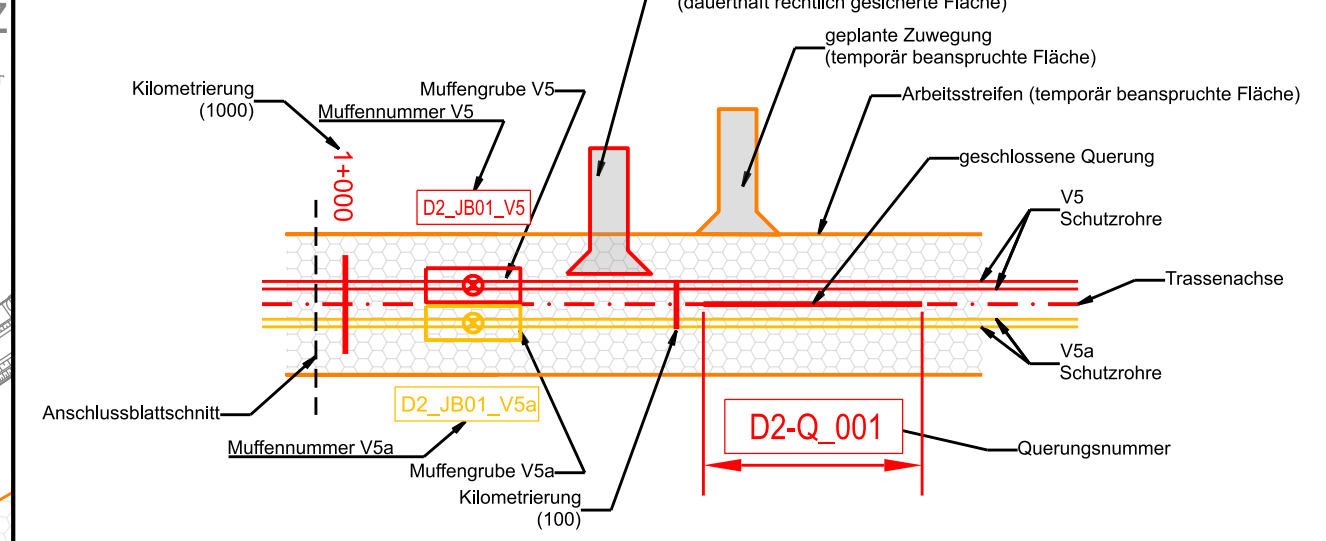 (dauerhaft rechtlich gesicherte Fläche)
geplante Zuwegung
(temporär beanspruchte Fläche)
Kilometrierung
(1000)
Muffengrube V5
Muffennummer V5
Arbeitsstreifen (temporär beanspruchte Fläche)
geschlossene Querung
1+000
D2_JB01_V5
V5
Schutzrohre
Trassenachse
V5a
Schutzrohre
Anschlussblattschnitt
D2_JB01_V5a
D2-Q_001
Muffennummer V5a
Muffengrube V5a
Querungsnummer
Kilometrierung
(100)